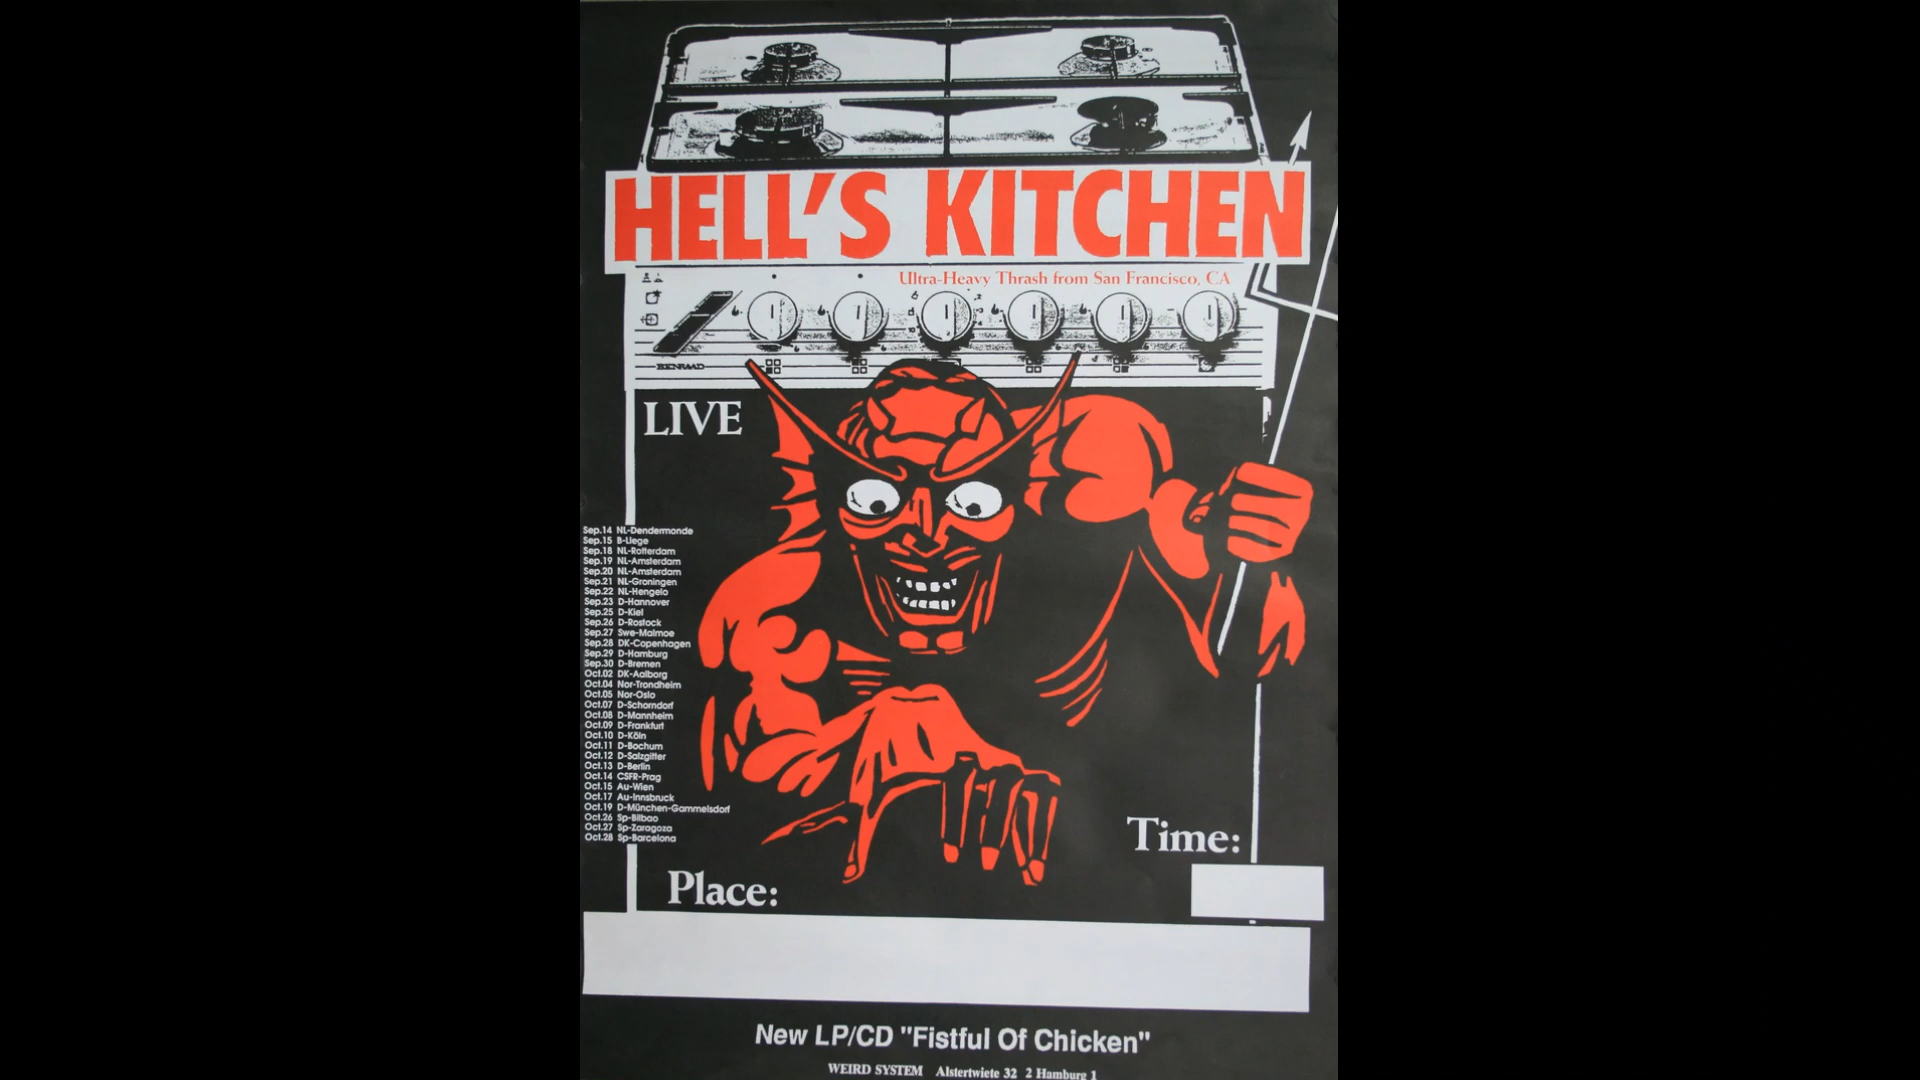 HELL'S KITCHEN
Ultra-Heavy Thrash from San Francisco, CA
BENRAAD
LIVE
Sep.14 NL-Dendermonde
Sep.15 B-Liege
Sep.18 NL-Rotterdam
Sep.19 NL-Amsterdam
Sep.20 NL-Amsterdam
Sep.21 NL-Groningen
Sep.22 NL-Hengelo
Sep.23 D-Hannover
Sep.25 D-Kiel
Sep.26 D-Rostock
Sep.27 Swe-Malmoe
Sep.28 DK-Copenhagen
Sep.29 D-Hamburg
Sep.30 D-Bremen
Oct.02 DK-Aalborg
Oct.04 Nor-Trondheim
Oct.05 Nor-Oslo
Oct.07 D-Schorndorf
Oct.08 D-Mannheim
Oct.09 D-Frankfurt
Oct.10 D-Köln
Oct.11 D-Bochum
Oct.12 D-Salzgitter
Oct.13 D-Berlin
Oct.14 CSFR-Prag
Oct.15 Au-Wien
Oct.17 Au-Innsbruck
Oct.19 D-München-Gammelsdorf
Oct.26 Sp-Bilbao
Oct.27 Sp-Zaragoza
Oct.28 Sp-Barcelona
Time:
Place:
New LP/CD "Fistful Of Chicken"
WEIRD SYSTEM Alstertwiete 32 2 Hamburg 1